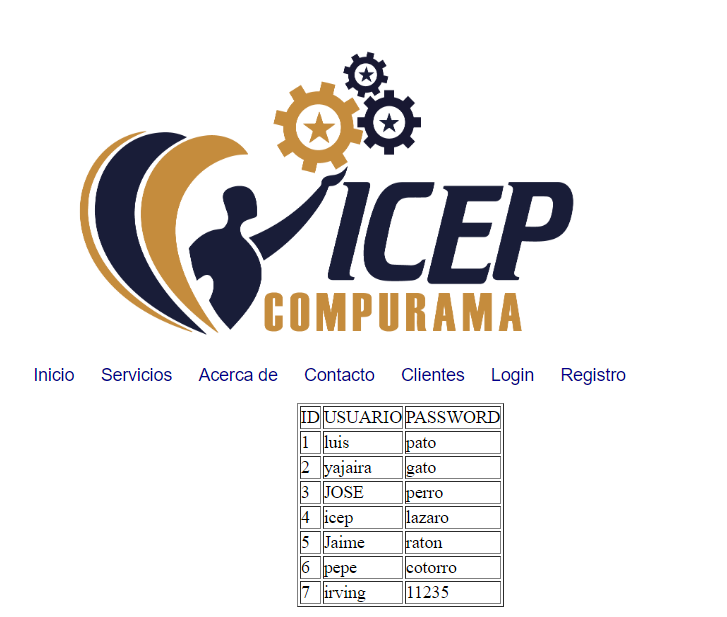 ICEP
COMPURAMA
Inicio Servicios Acerca de Contacto Clientes Login Registro
ID USUARIO PASSWORD
1 luis pato
2 yajaira gato
3 JOSE perro
4 icep lazaro
5 Jaime raton
6 pepe cotorro
7 irving 11235